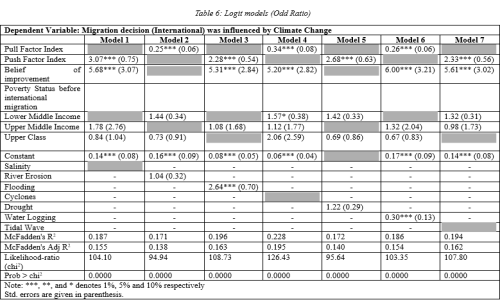 Table 6: Logit models (Odd Ratio)
Dependent Variable: Migration decision (International) was influenced by Climate Change
Model 1 Model 2 Model 3 Model 4 Model 5 Model 6 Model 7
Pull Factor Index 0.25*** (0.06) 0.34*** (0.08) 0.26*** (0.06)
Push Factor Index 3.07*** (0.75) 2.28*** (0.54) 2.68*** (0.63) 2.33*** (0.56)
Belief of improvement 5.68*** (3.07) 5.31*** (2.84) 5.20*** (2.82) 6.00*** (3.21) 5.61*** (3.02)
Poverty Status before
international
migration
Lower Middle Income 1.44 (0.34) 1.57* (0.38) 1.42 (0.33) 1.32 (0.31)
Upper Middle Income 1.78 (2.76) 1.08 (1.68) 1.12 (1.77) 1.32 (2.04) 0.98 (1.73)
Upper Class 0.84 (1.04) 0.73 (0.91) 2.06 (2.59) 0.69 (0.86) 0.67 (0.83)
Constant 0.14*** (0.08) 0.16*** (0.09) 0.08*** (0.05) 0.06*** (0.04) 0.17*** (0.09) 0.14*** (0.08)
Salinity - - - - - -
River Erosion - 1.04 (0.32) - - - - -
Flooding - - 2.64*** (0.70) - - - -
Cyclones - - - - - -
Drought - - - - 1.22 (0.29) - -
Water Logging - - - - - 0.30*** (0.13) -
Tidal Wave - - - - - -
McFadden's R² 0.187 0.171 0.196 0.228 0.172 0.186 0.194
McFadden's Adj R² 0.155 0.138 0.163 0.195 0.140 0.154 0.162
Likelihood-ratio (chi²) 104.10 94.94 108.73 126.43 95.64 103.35 107.80
Prob > chi² 0.0000 0.0000 0.0000 0.0000 0.0000 0.0000 0.0000
Note: ***, **, and * denotes 1%, 5% and 10% respectively
Std. errors are given in parenthesis.